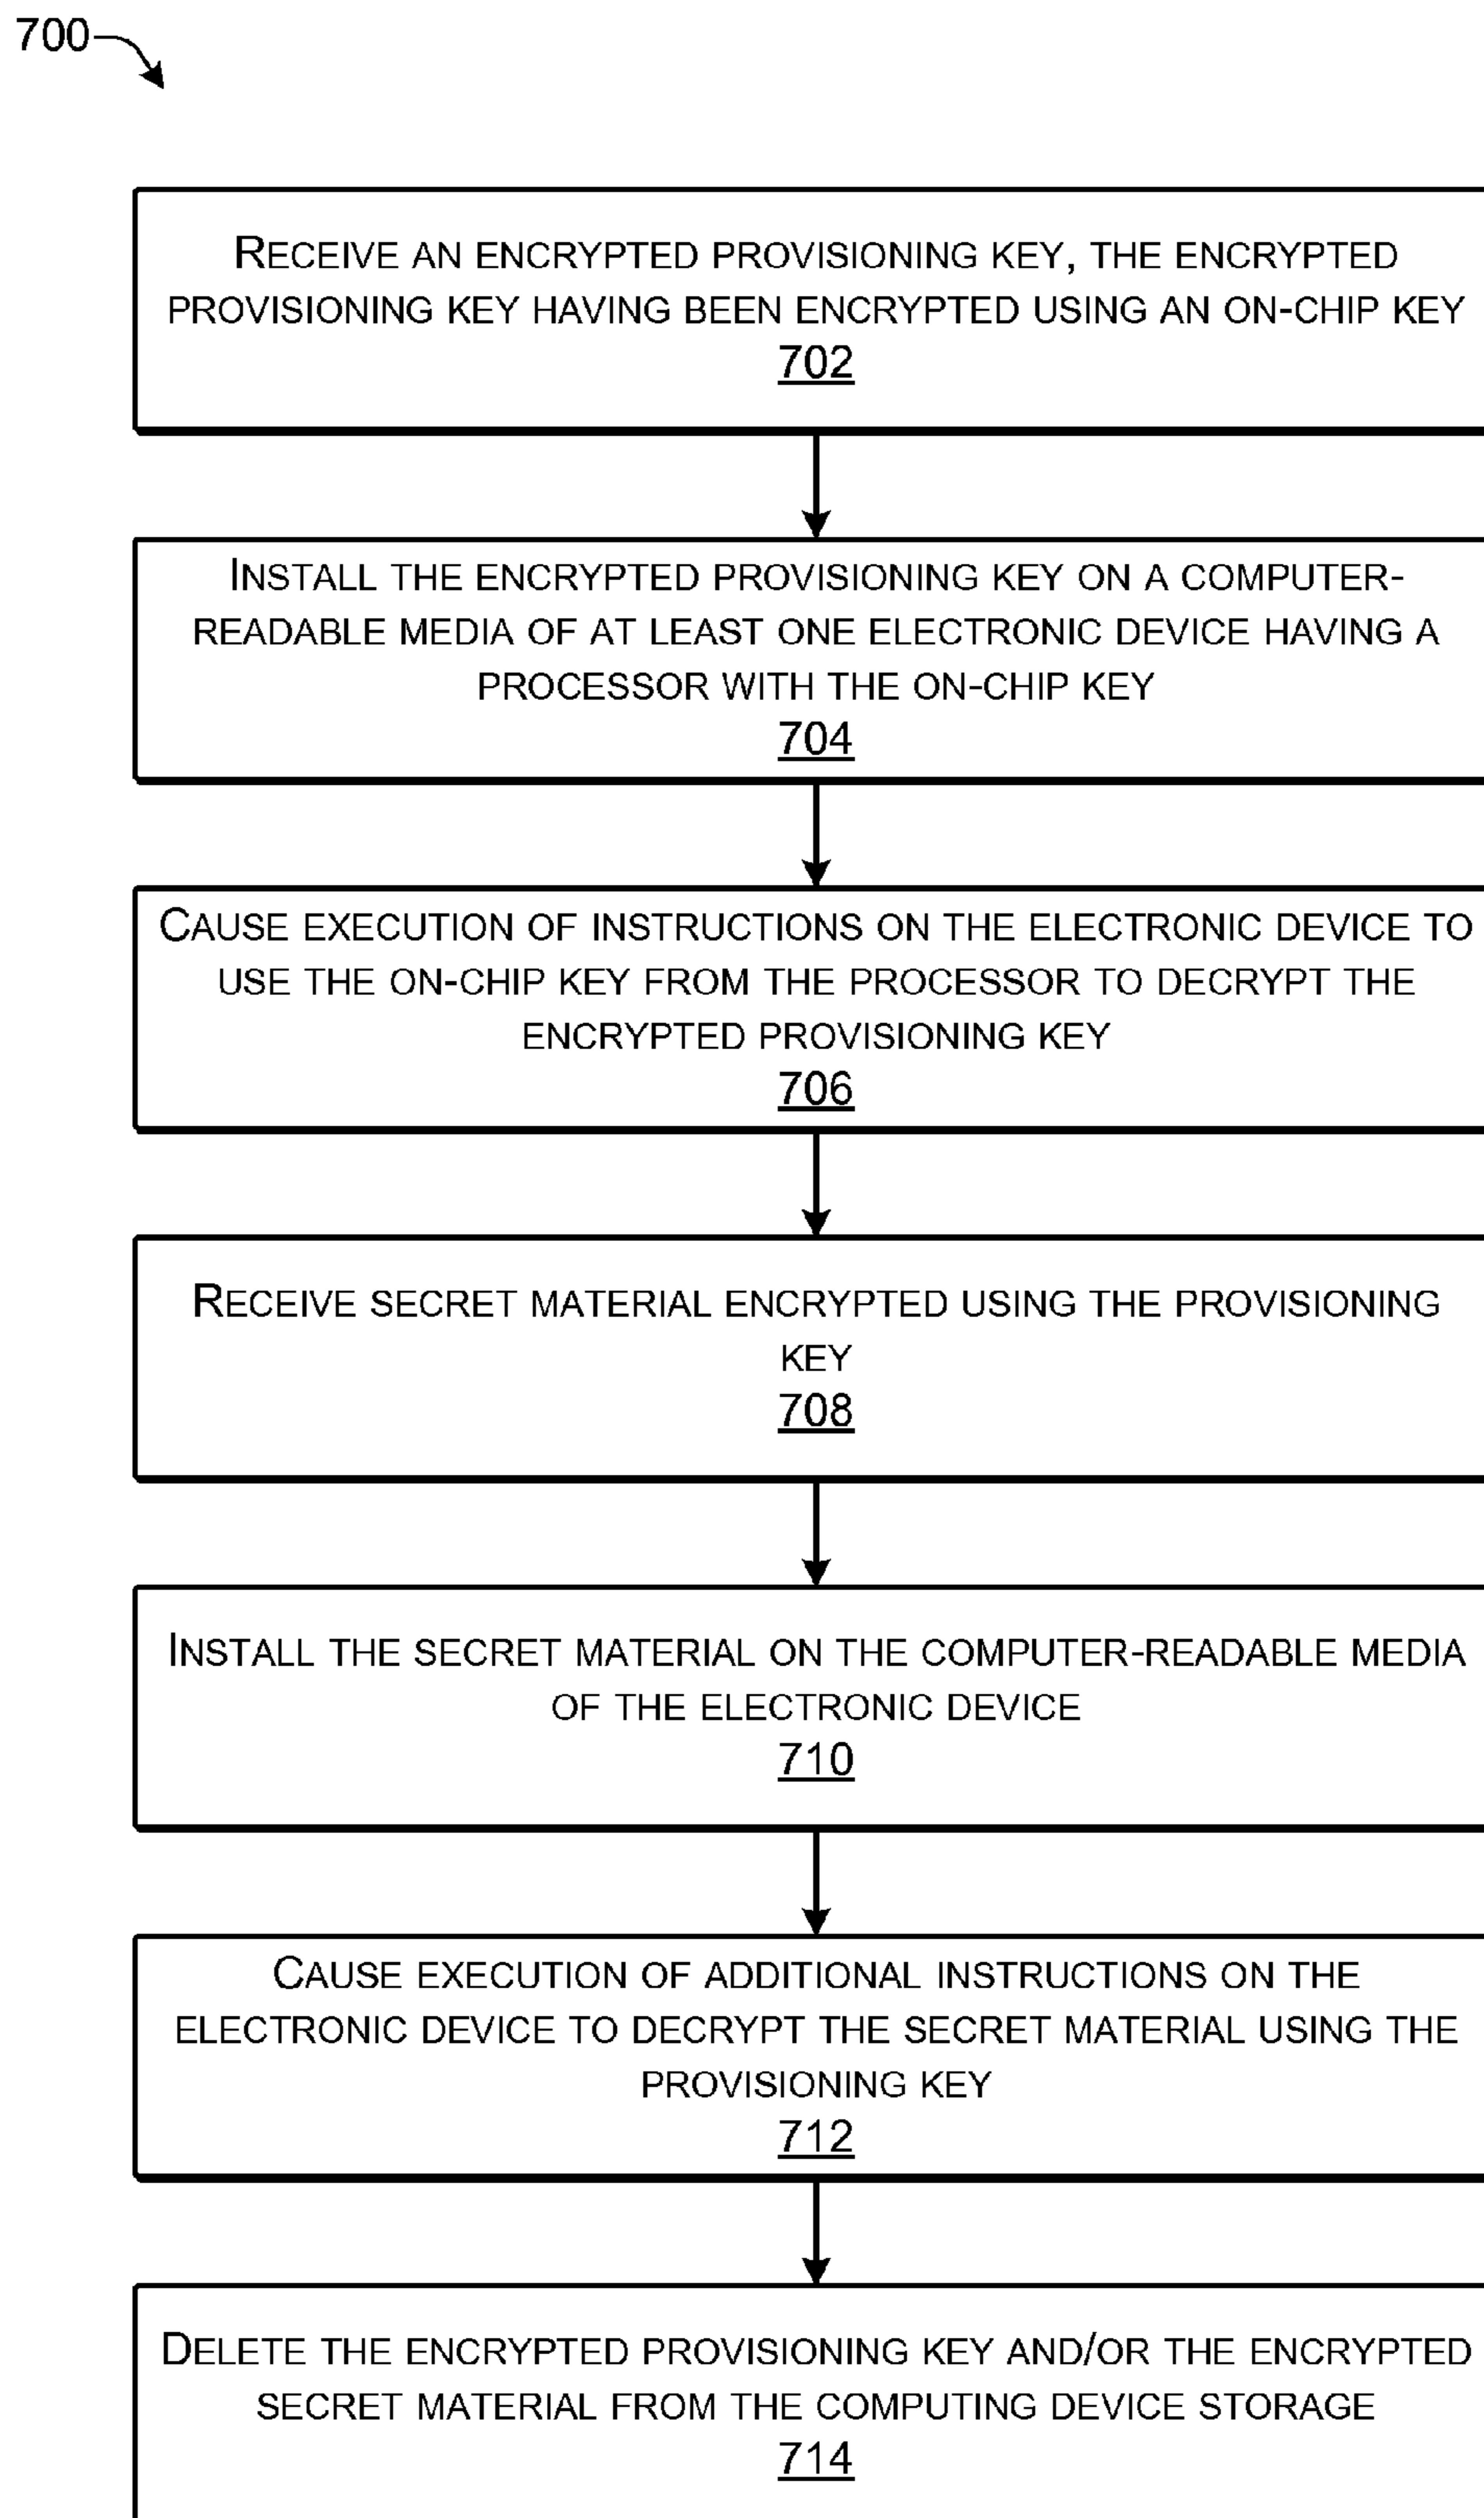 700
RECEIVE AN ENCRYPTED PROVISIONING KEY, THE ENCRYPTED
PROVISIONING KEY HAVING BEEN ENCRYPTED USING AN ON-CHIP KEY
702
INSTALL THE ENCRYPTED PROVISIONING KEY ON A COMPUTER-
READABLE MEDIA OF AT LEAST ONE ELECTRONIC DEVICE HAVING A
PROCESSOR WITH THE ON-CHIP KEY
704
CAUSE EXECUTION OF INSTRUCTIONS ON THE ELECTRONIC DEVICE TO
USE THE ON-CHIP KEY FROM THE PROCESSOR TO DECRYPT THE
ENCRYPTED PROVISIONING KEY
706
RECEIVE SECRET MATERIAL ENCRYPTED USING THE PROVISIONING
KEY
708
INSTALL THE SECRET MATERIAL ON THE COMPUTER-READABLE MEDIA
OF THE ELECTRONIC DEVICE
710
CAUSE EXECUTION OF ADDITIONAL INSTRUCTIONS ON THE
ELECTRONIC DEVICE TO DECRYPT THE SECRET MATERIAL USING THE
PROVISIONING KEY
712
DELETE THE ENCRYPTED PROVISIONING KEY AND/OR THE ENCRYPTED
SECRET MATERIAL FROM THE COMPUTING DEVICE STORAGE
714